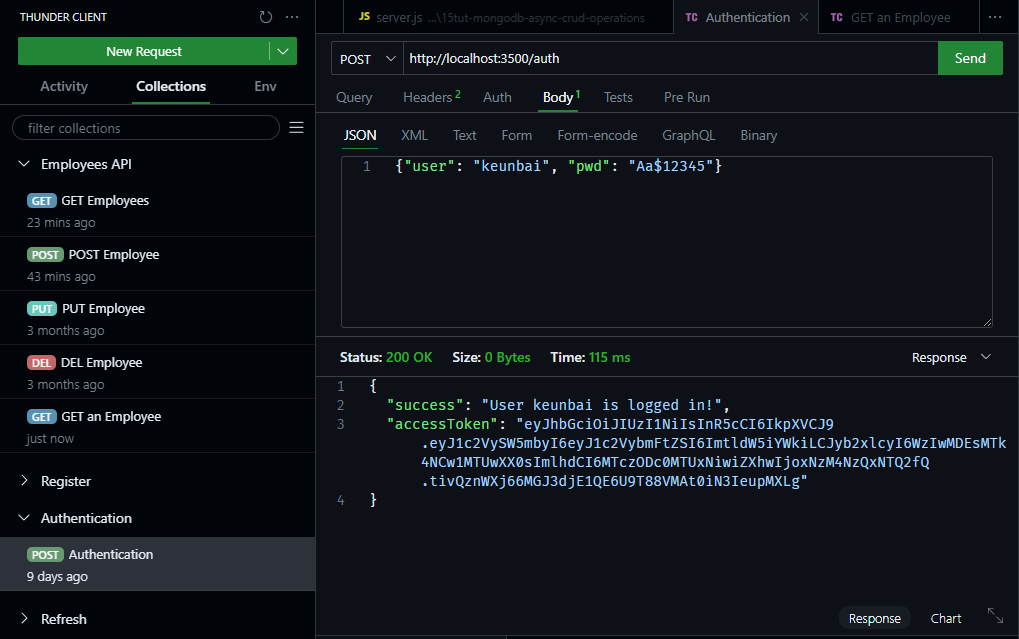 THUNDER CLIENT
New Request
Activity Collections Env
filter collections
Employees API
GET GET Employees
23 mins ago
POST POST Employee
43 mins ago
PUT PUT Employee
3 months ago
DEL DEL Employee
3 months ago
GET GET an Employee
just now
Register
Authentication
POST Authentication
9 days ago
Refresh
JS server.js ...\15tut-mongodb-async-crud-operations TC Authentication TC GET an Employee
POST http://localhost:3500/auth Send
Query Headers 2 Auth Body 1 Tests Pre Run
JSON XML Text Form Form-encode GraphQL Binary
1 {"user": "keunbai", "pwd": "Aa$12345"}
Status: 200 OK Size: 0 Bytes Time: 115 ms Response
1 {
2 "success": "User keunbai is logged in!",
3 "accessToken": "eyJhbGciOiJIUzI1NiIsInR5cCI6IkpXVCJ9
.eyJ1c2VySW5mbyI6eyJ1c2VybmFtZSI6ImtldW5iYWkiLCJyb2xlcyI6WzIwMDEsMTk
4NCw1MTUwXX0sImlhdCI6MTczODc0MTUxNiwiZXhwIjoxNzM4NzQxNTQ2fQ
.tivQznWXj66MGJ3djE1QE6U9T88VMAt0iN3IeupMXLg"
4 }
Response Chart